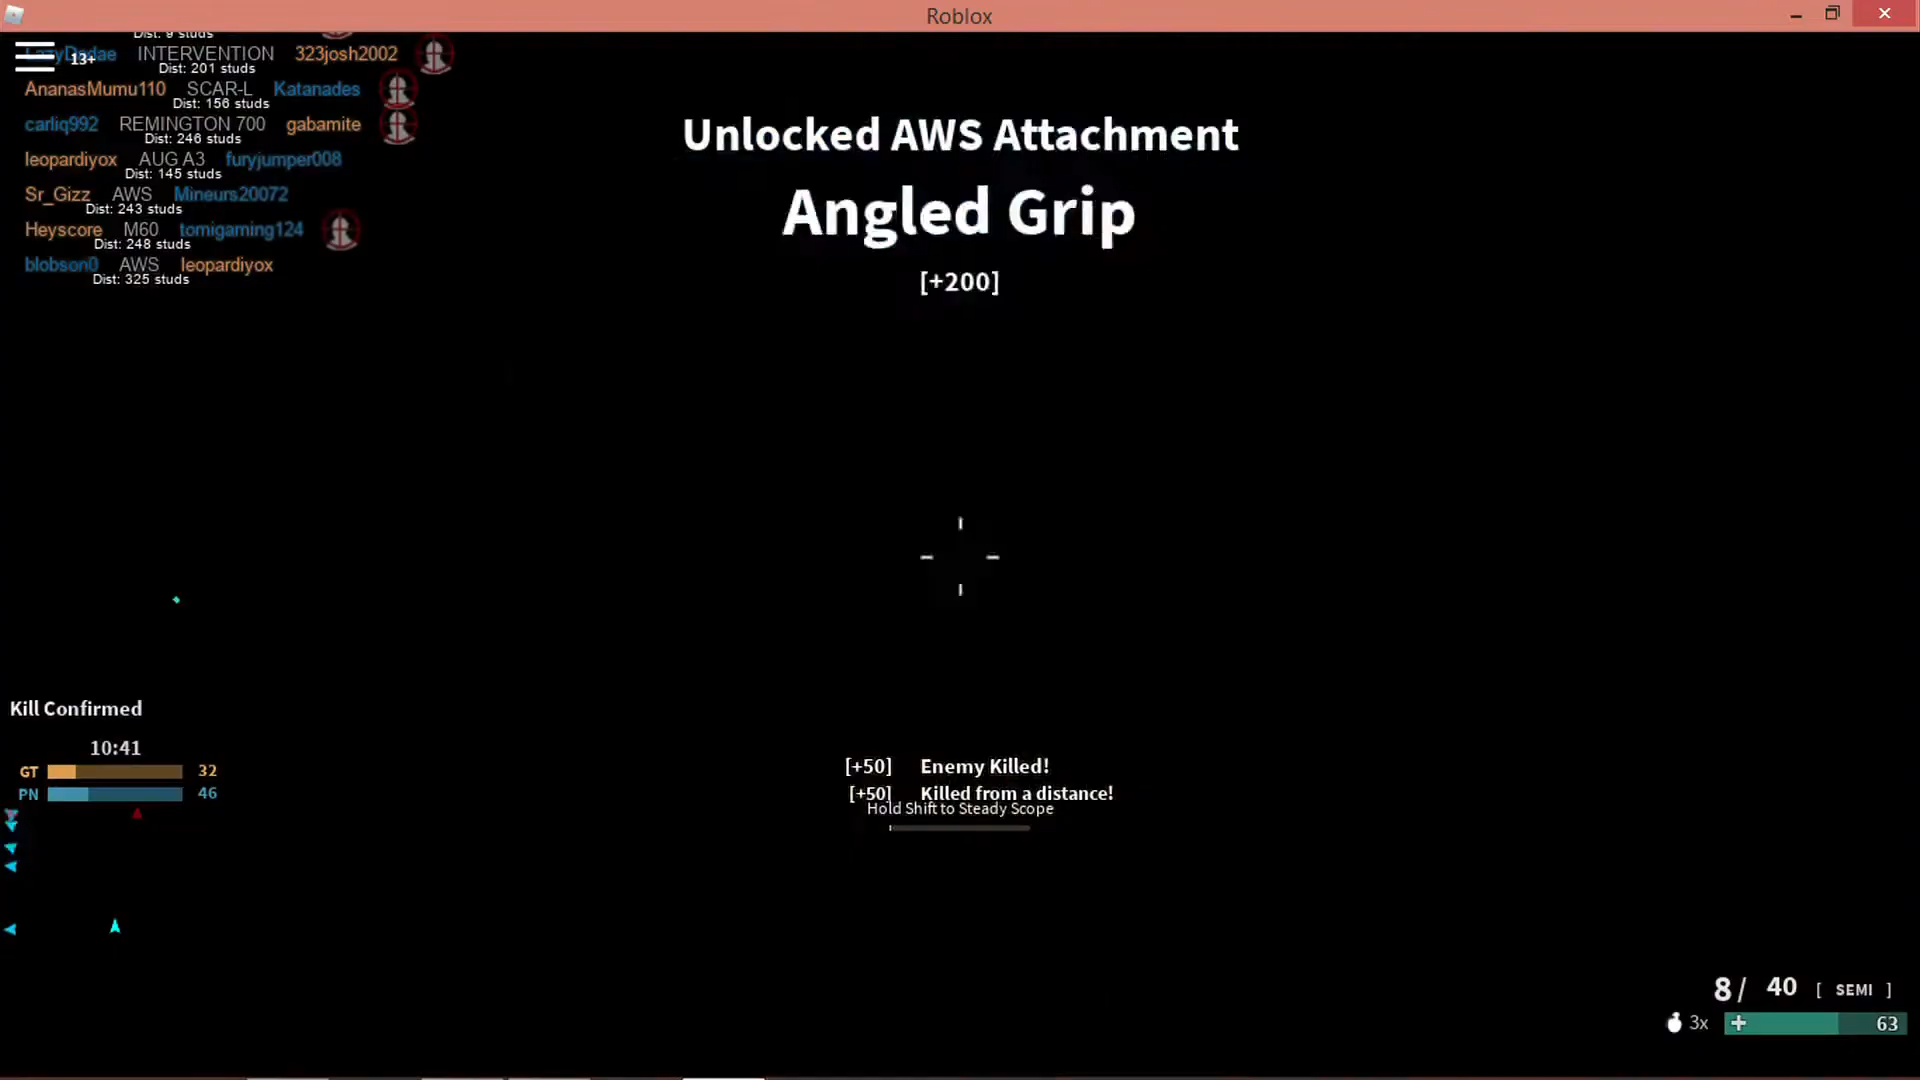 Roblox
Dist: 9 studs
LazyDodae INTERVENTION 323josh2002
13+
Dist: 201 studs
AnanasMumu110 SCAR-L Katanades
Dist: 156 studs
carliq992 REMINGTON 700 gabamite
Dist: 246 studs
leopardiyox AUG A3 furyjumper008
Dist: 145 studs
Sr_Gizz AWS Mineurs20072
Dist: 243 studs
Heyscore M60 tomigaming124
Dist: 248 studs
blobson0 AWS leopardiyox
Dist: 325 studs
Unlocked AWS Attachment
Angled Grip
[+200]
Kill Confirmed
10:41
GT 32
PN 46
[+50] Enemy Killed!
[+50] Killed from a distance!
Hold Shift to Steady Scope
8/ 40 [ SEMI ]
3x 63